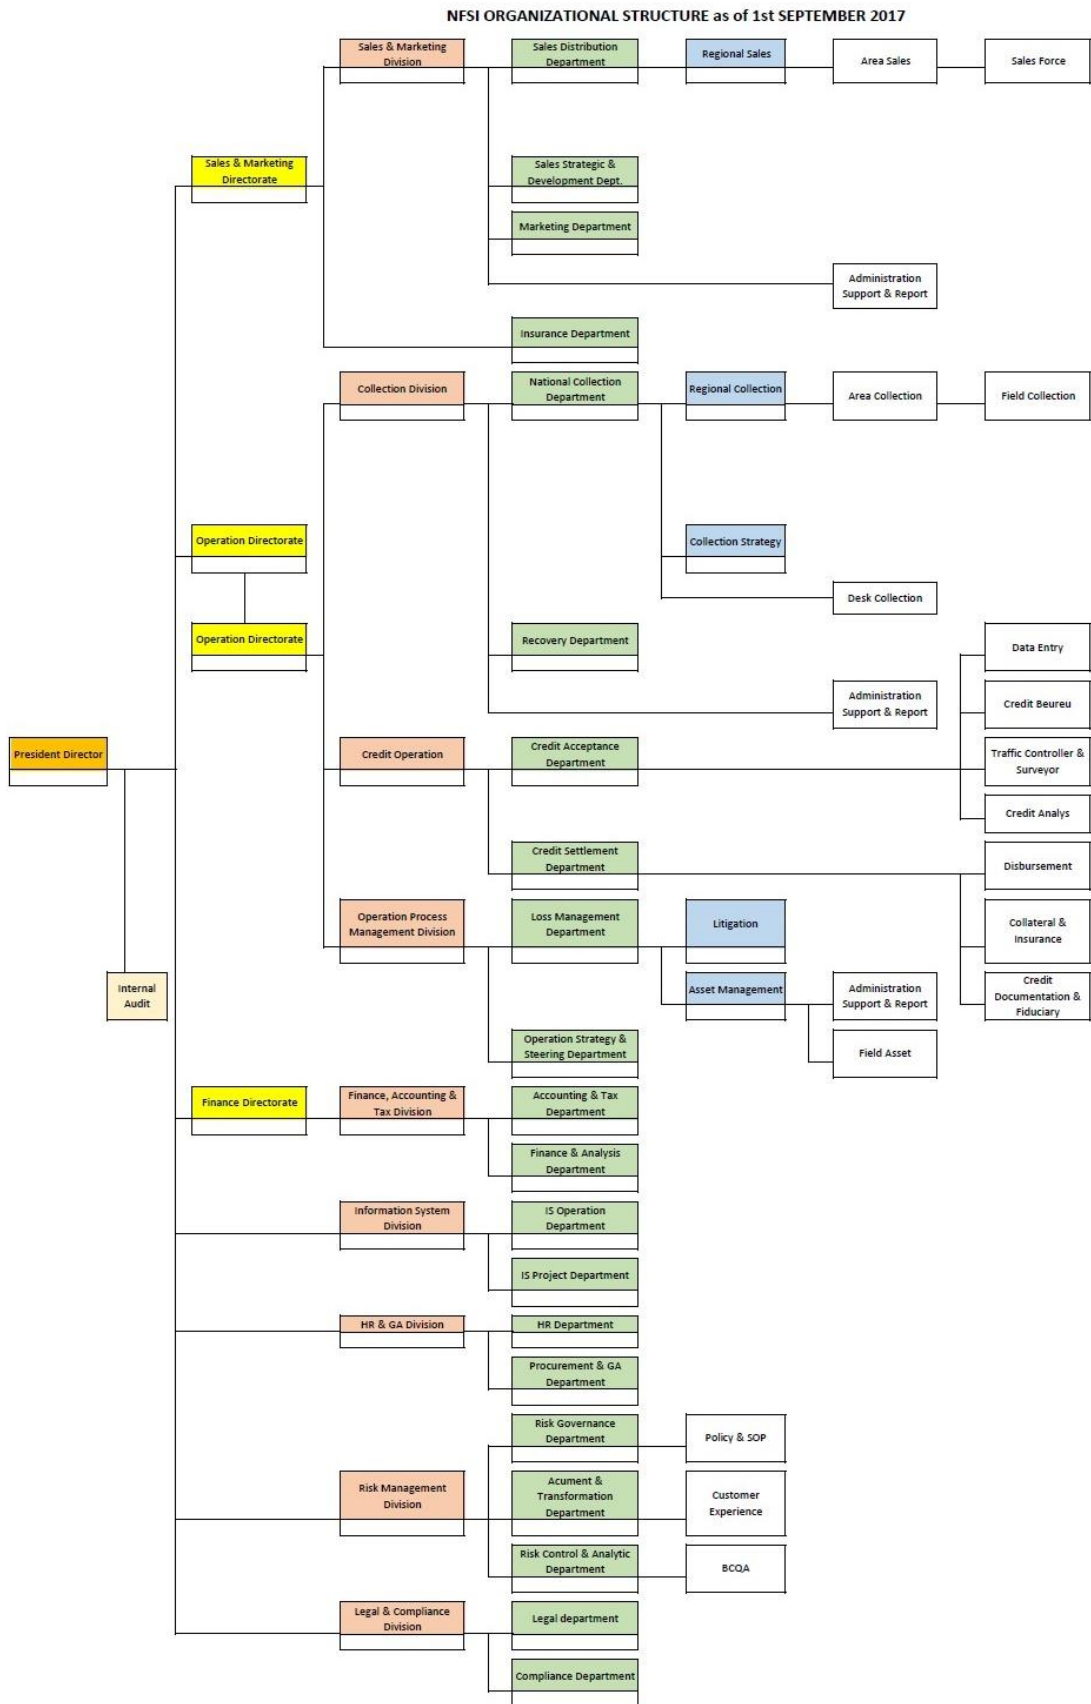 NFSI ORGANIZATIONAL STRUCTURE as of 1st SEPTEMBER 2017
Sales & Marketing
Division
Sales Distribution
Department
Regional Sales
Area Sales
Sales Force
Sales & Marketing
Directorate
Sales Strategic &
Development Dept.
Marketing Department
Administration
Support & Report
Insurance Department
Collection Division
National Collection
Department
Regional Collection
Area Collection
Field Collection
Operation Directorate
Collection Strategy
Desk Collection
Operation Directorate
Recovery Department
Data Entry
Administration
Support & Report
Credit Beureu
President Director
Credit Operation
Credit Acceptance
Department
Traffic Controller &
Surveyor
Credit Analys
Credit Settlement
Department
Disbursement
Operation Process
Management Division
Loss Management
Department
Litigation
Collateral &
Insurance
Internal
Audit
Asset Management
Administration
Support & Report
Credit
Documentation &
Fiduciary
Operation Strategy &
Steering Department
Field Asset
Finance Directorate
Finance, Accounting &
Tax Division
Accounting & Tax
Department
Finance & Analysis
Department
Information System
Division
IS Operation
Department
IS Project Department
HR & GA Division
HR Department
Procurement & GA
Department
Risk Governance
Department
Policy & SOP
Risk Management
Division
Acument &
Transformation
Department
Customer
Experience
Risk Control & Analytic
Department
BCQA
Legal & Compliance
Division
Legal department
Compliance Department